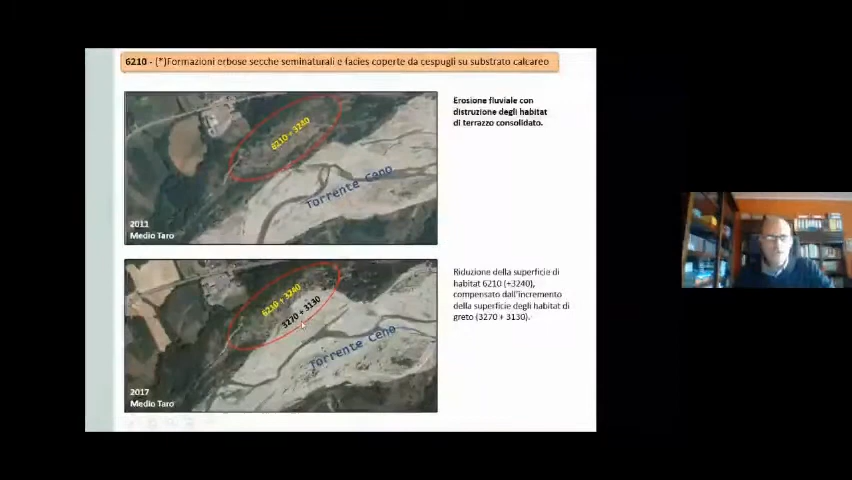 6210 - (*)Formazioni erbose secche seminaturali e facies coperte da cespugli su substrato calcareo
6210 + 3240
Torrente Ceno
2011
Medio Taro
Erosione fluviale con
distruzione degli habitat
di terrazzo consolidato.
6210 + 3240
3270 + 3130
Torrente Ceno
2017
Medio Taro
Riduzione della superficie di
habitat 6210 (+3240),
compensato dall'incremento
della superficie degli habitat di
greto (3270 + 3130).